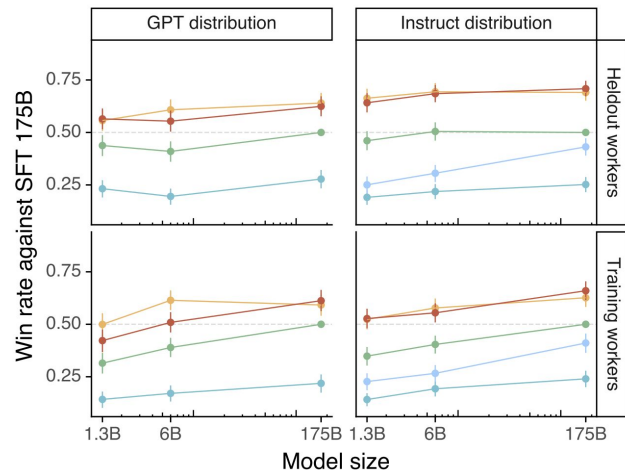 GPT distribution
Instruct distribution
Win rate against SFT 175B
0.75
0.50
0.25
Heldout workers
0.75
0.50
0.25
Training workers
1.3B 6B 175B
1.3B 6B 175B
Model size